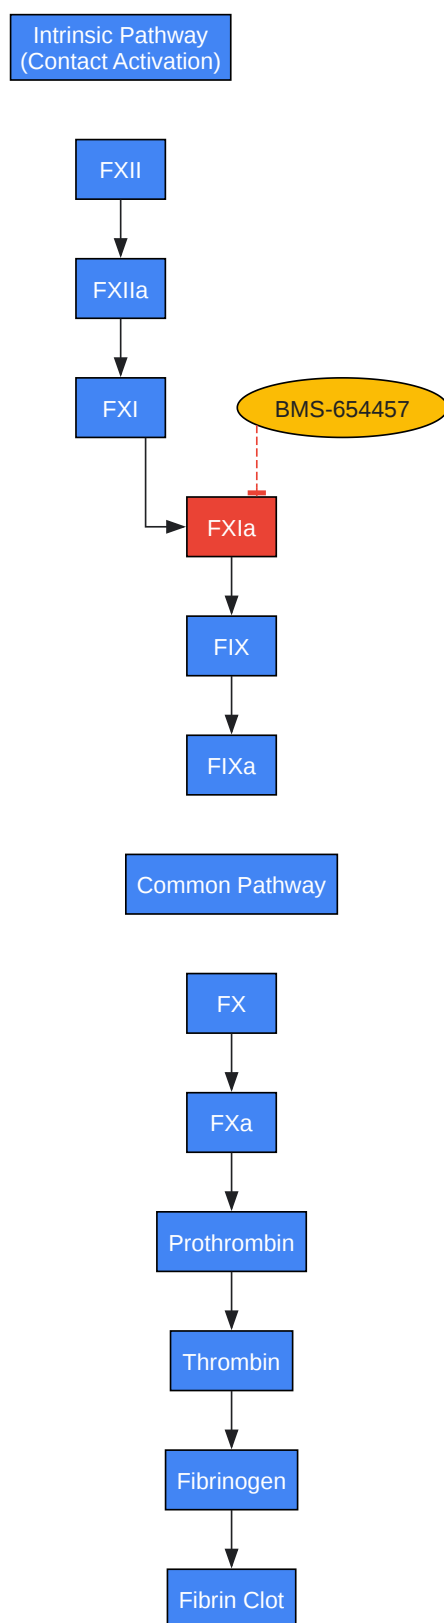 Intrinsic Pathway
(Contact Activation)
FXII
FXIIa
FXI
BMS-654457
FXIa
FIX
FIXa
Common Pathway
FX
FXa
Prothrombin
Thrombin
Fibrinogen
Fibrin Clot